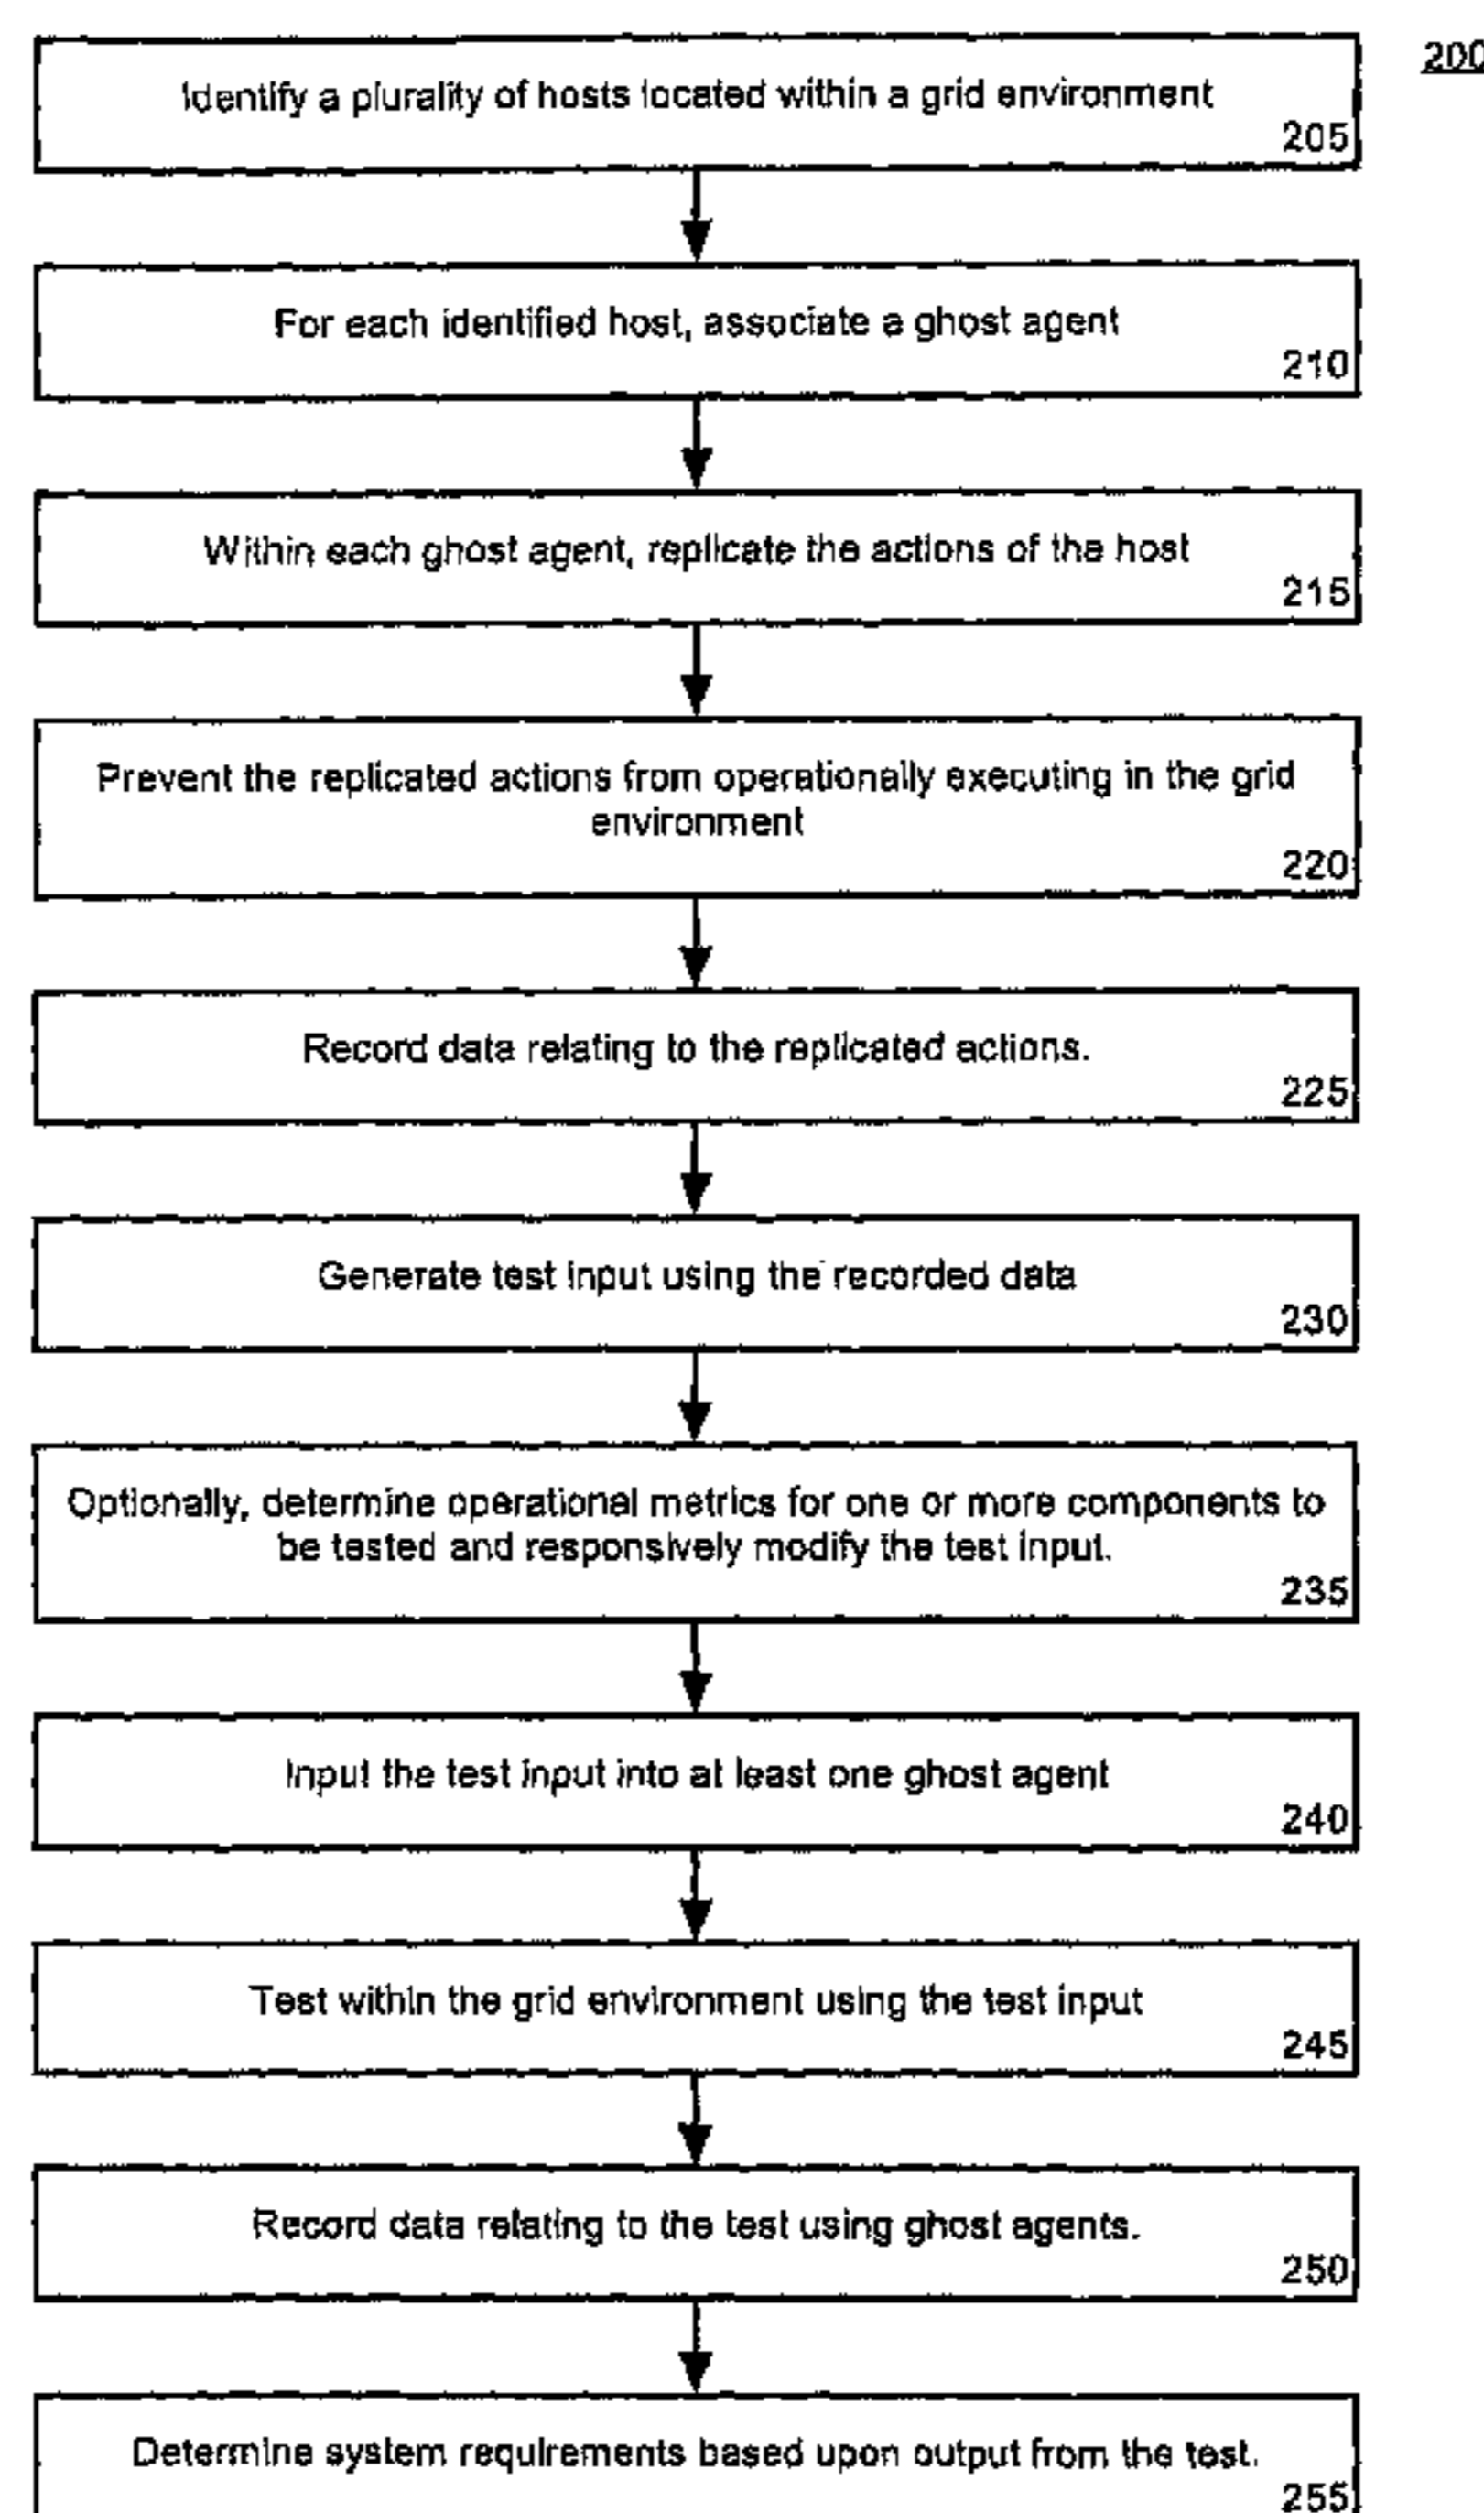 200
Identify a plurality of hosts located within a grid environment
205
For each identified host, associate a ghost agent
210
Within each ghost agent, replicate the actions of the host
215
Prevent the replicated actions from operationally executing in the grid
environment
220
Record data relating to the replicated actions.
225
Generate test input using the recorded data
230
Optionally, determine operational metrics for one or more components to
be tested and responsively modify the test input.
235
Input the test input into at least one ghost agent
240
Test within the grid environment using the test input
245
Record data relating to the test using ghost agents.
250
Determine system requirements based upon output from the test.
255